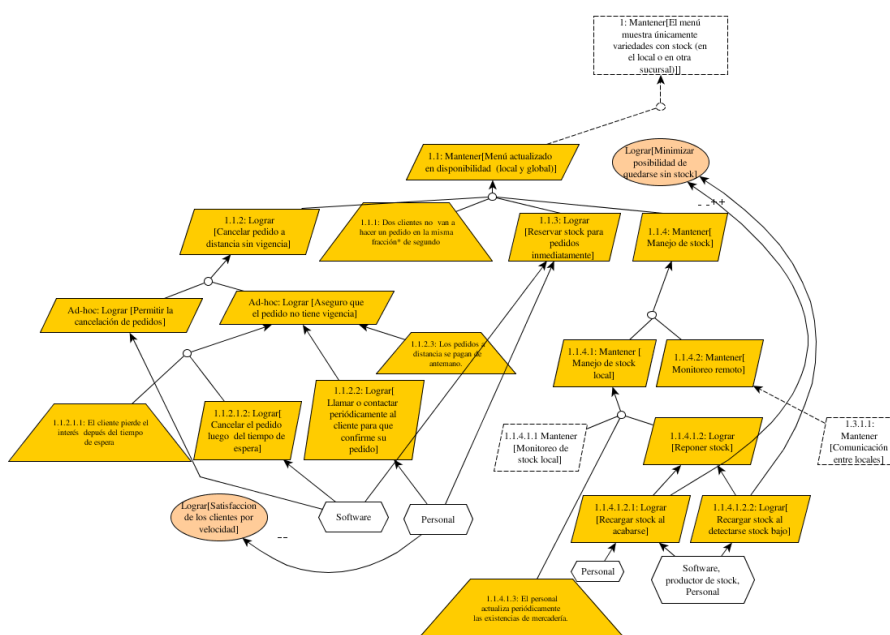 1: Mantener[El menú
muestra únicamente
variedades con stock (en
el local o en otra
sucursal)]]
1.1: Mantener[Menú actualizado
en disponibilidad (local y global)]
Lograr[Minimizar
posibilidad de
quedarse sin stock]
- -
++
1.1.2: Lograr
[Cancelar pedido a
distancia sin vigencia]
1.1.1: Dos clientes no van a
hacer un pedido en la misma
fracción* de segundo
1.1.3: Lograr
[Reservar stock para
pedidos
inmediatamente]
1.1.4: Mantener[
Manejo de stock]
Ad-hoc: Lograr [Permitir la
cancelación de pedidos]
Ad-hoc: Lograr [Aseguro que
el pedido no tiene vigencia]
1.1.2.3: Los pedidos a
distancia se pagan de
antemano.
1.1.4.1: Mantener [
Manejo de stock
local]
1.1.4.2: Mantener[
Monitoreo remoto]
1.1.2.1.1: El cliente pierde el
interés depués del tiempo
de espera
1.1.2.1.2: Lograr[
Cancelar el pedido
luego del tiempo de
espera]
1.1.2.2: Lograr[
Llamar o contactar
periódicamente al
cliente para que
confirme su
pedido]
1.1.4.1.1 Mantener
[Monitoreo de
stock local]
1.1.4.1.2: Lograr
[Reponer stock]
1.3.1.1:
Mantener
[Comunicación
entre locales]
Lograr[Satisfaccion
de los clientes por
velocidad]
--
Software
Personal
1.1.4.1.2.1: Lograr
[Recargar stock al
acabarse]
1.1.4.1.2.2: Lograr[
Recargar stock al
detectarse stock bajo]
Personal
Software,
productor de stock,
Personal
1.1.4.1.3: El personal
actualiza periódicamente
las existencias de mercadería.